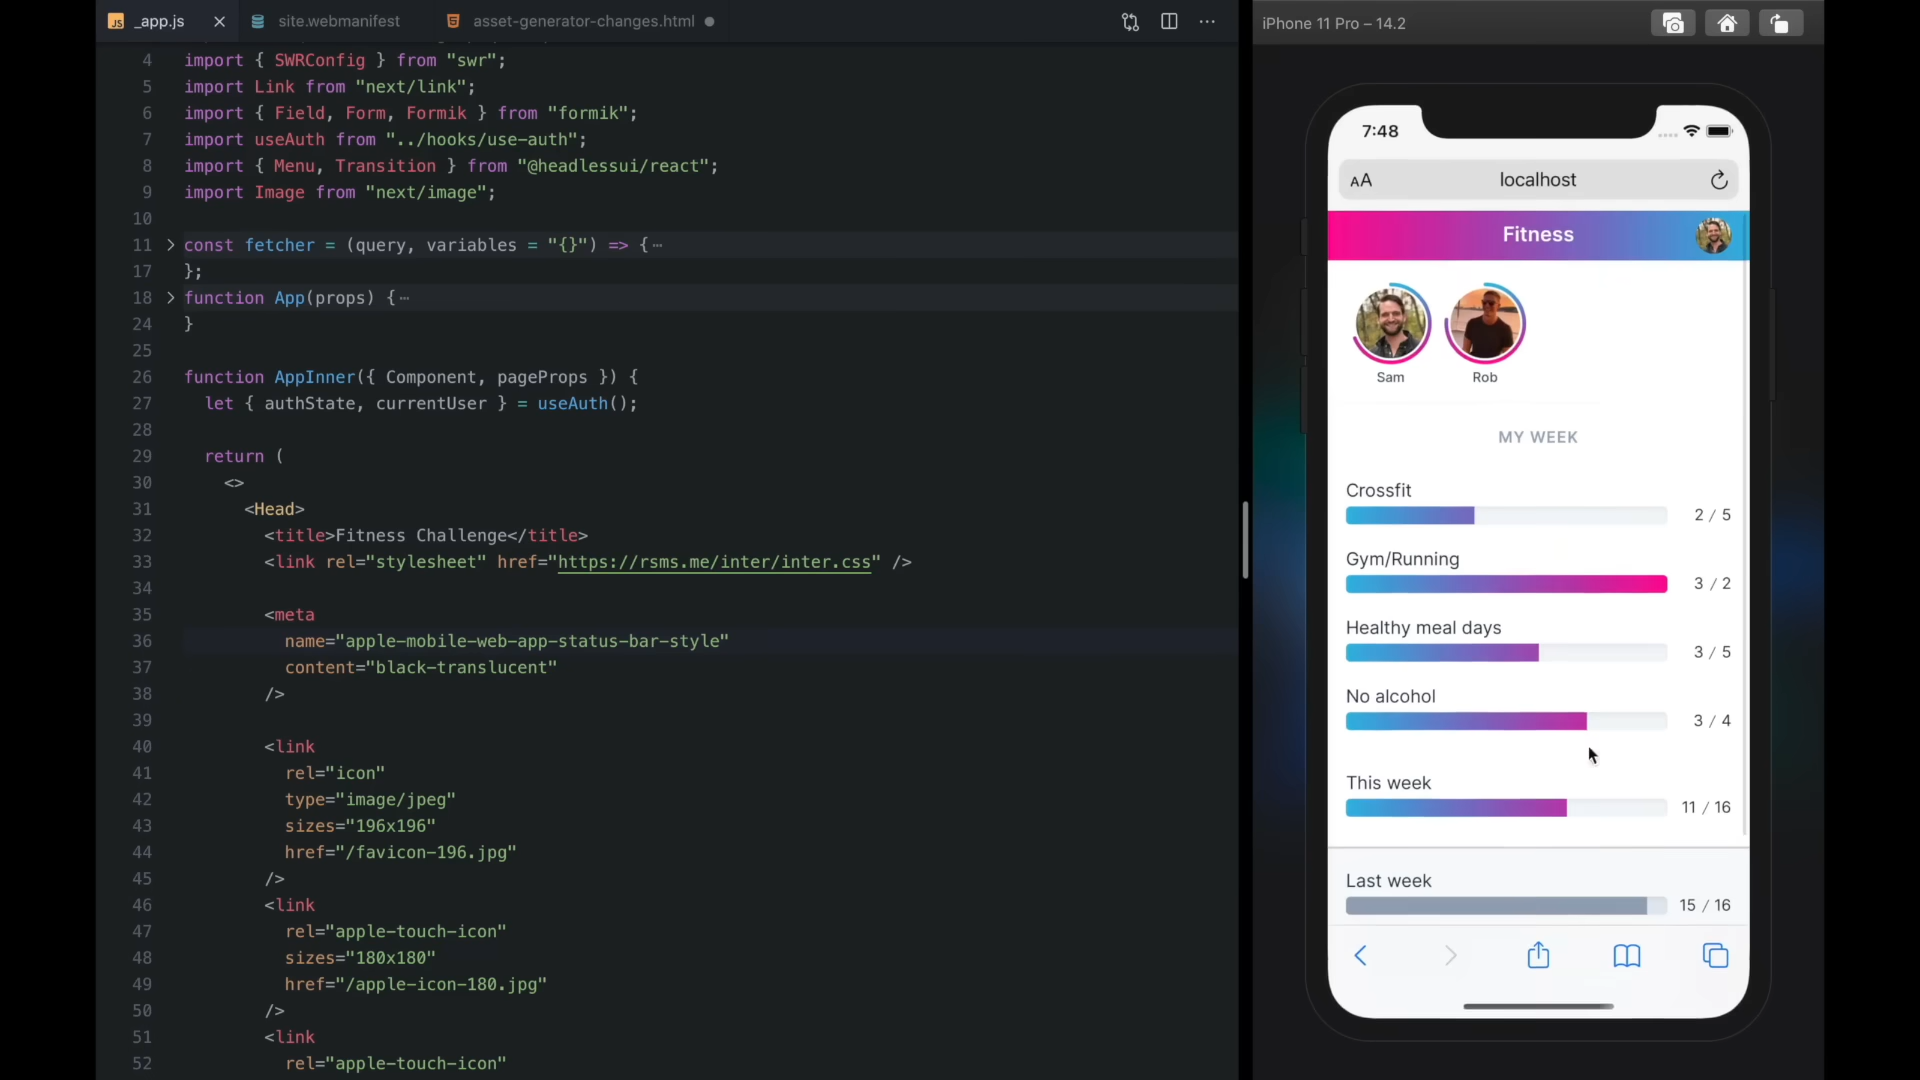 _app.js
site.webmanifest
asset-generator-changes.html
4 import { SWRConfig } from "swr";
5 import Link from "next/link";
6 import { Field, Form, Formik } from "formik";
7 import useAuth from "../hooks/use-auth";
8 import { Menu, Transition } from "@headlessui/react";
9 import Image from "next/image";
10
11 const fetcher = (query, variables = "{}") => {⋯
17 };
18 function App(props) {⋯
24 }
25
26 function AppInner({ Component, pageProps }) {
27 let { authState, currentUser } = useAuth();
28
29 return (
30 <>
31 <Head>
32 <title>Fitness Challenge</title>
33 <link rel="stylesheet" href="https://rsms.me/inter/inter.css" />
34
35 <meta
36 name="apple-mobile-web-app-status-bar-style"
37 content="black-translucent"
38 />
39
40 <link
41 rel="icon"
42 type="image/jpeg"
43 sizes="196x196"
44 href="/favicon-196.jpg"
45 />
46 <link
47 rel="apple-touch-icon"
48 sizes="180x180"
49 href="/apple-icon-180.jpg"
50 />
51 <link
52 rel="apple-touch-icon"
iPhone 11 Pro – 14.2
7:48
AA localhost
Fitness
Sam Rob
MY WEEK
Crossfit
2 / 5
Gym/Running
3 / 2
Healthy meal days
3 / 5
No alcohol
3 / 4
This week
11 / 16
Last week
15 / 16